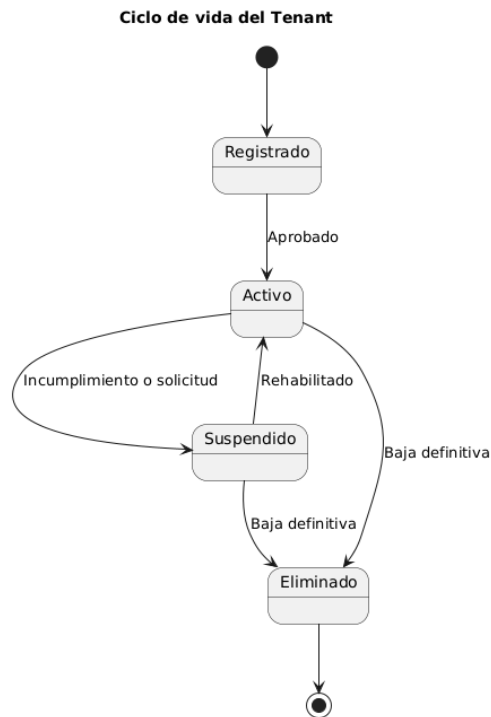 Ciclo de vida del Tenant
Registrado
Aprobado
Activo
Incumplimiento o solicitud
Rehabilitado
Suspendido
Baja definitiva
Baja definitiva
Eliminado